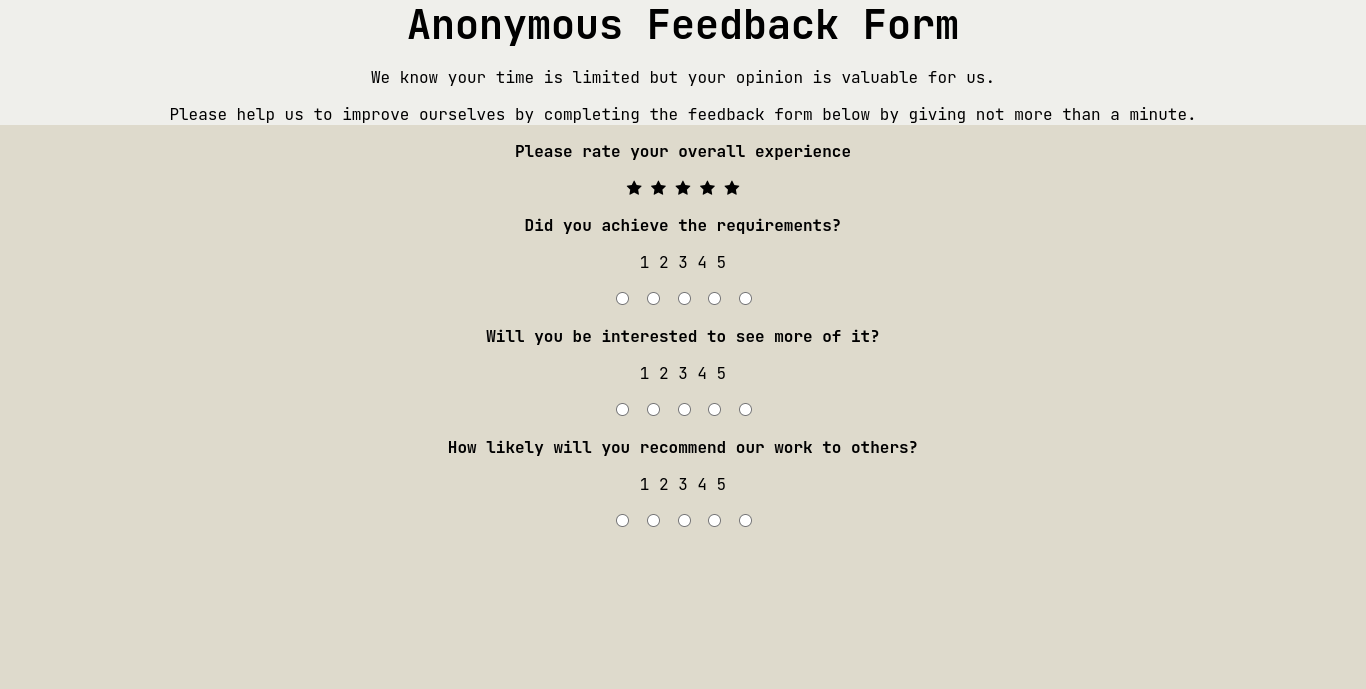 Anonymous Feedback Form
We know your time is limited but your opinion is valuable for us.
Please help us to improve ourselves by completing the feedback form below by giving not more than a minute.
Please rate your overall experience
Did you achieve the requirements?
1 2 3 4 5
Will you be interested to see more of it?
1 2 3 4 5
How likely will you recommend our work to others?
1 2 3 4 5